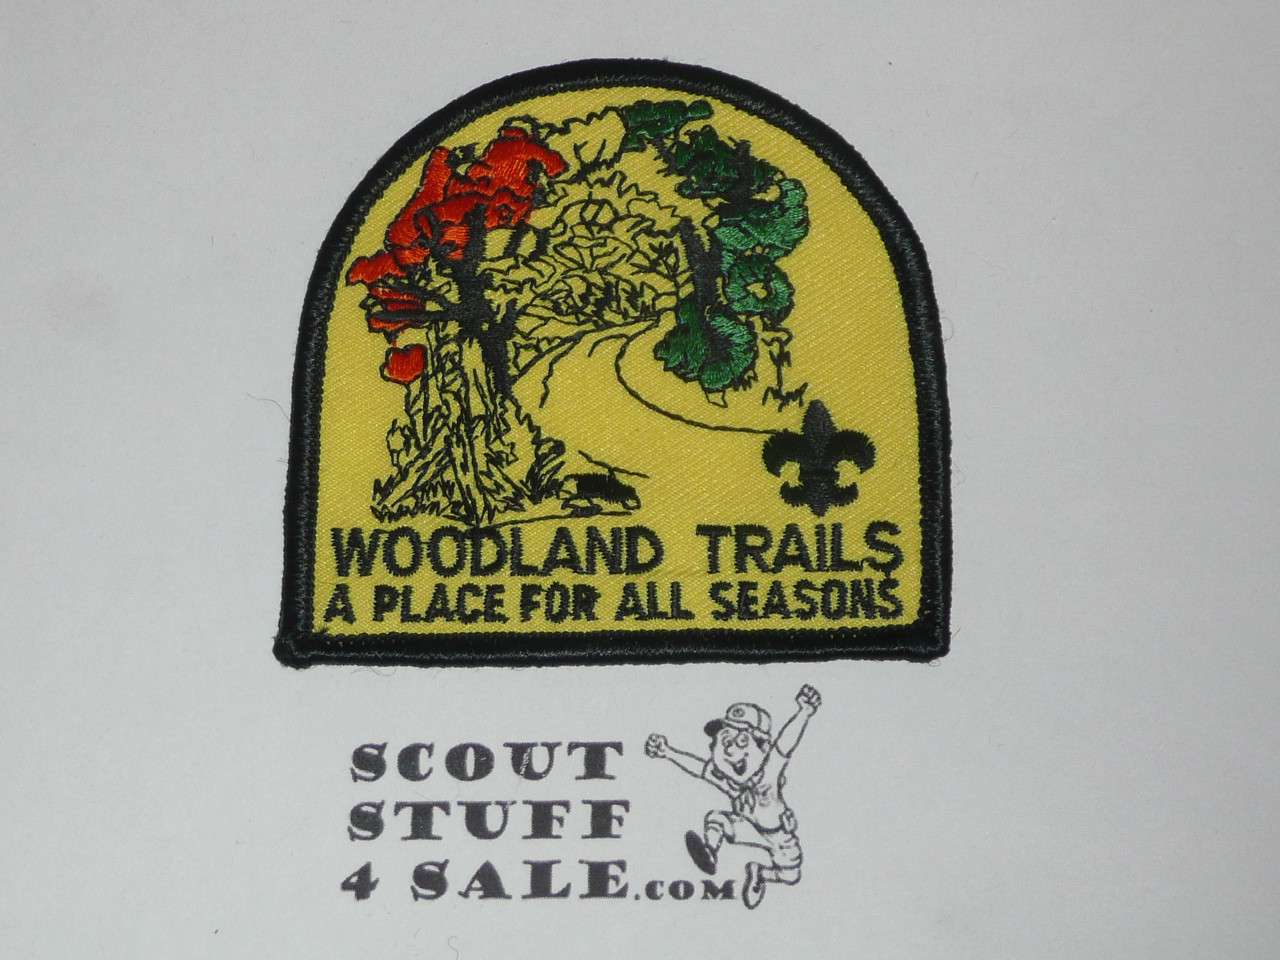 WOODLAND TRAILS
A PLACE FOR ALL SEASONS
SCOUT
STUFF
4 SALE.COM